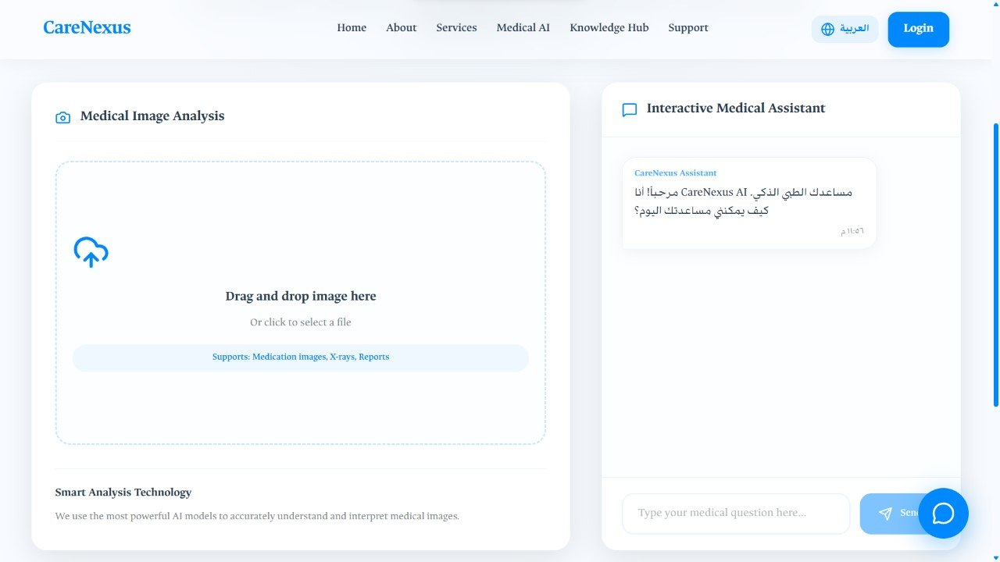 CareNexus
Home
About
Services
Medical AI
Knowledge Hub
Support
العربية
Login
Medical Image Analysis
Drag and drop image here
Or click to select a file
Supports: Medication images, X-rays, Reports
Smart Analysis Technology
We use the most powerful AI models to accurately understand and interpret medical images.
Interactive Medical Assistant
CareNexus Assistant
مرحباً! أنا CareNexus AI مساعدك الطبي الذكي.
كيف يمكنني مساعدتك اليوم؟
١١:٥٦ م
Type your medical question here...